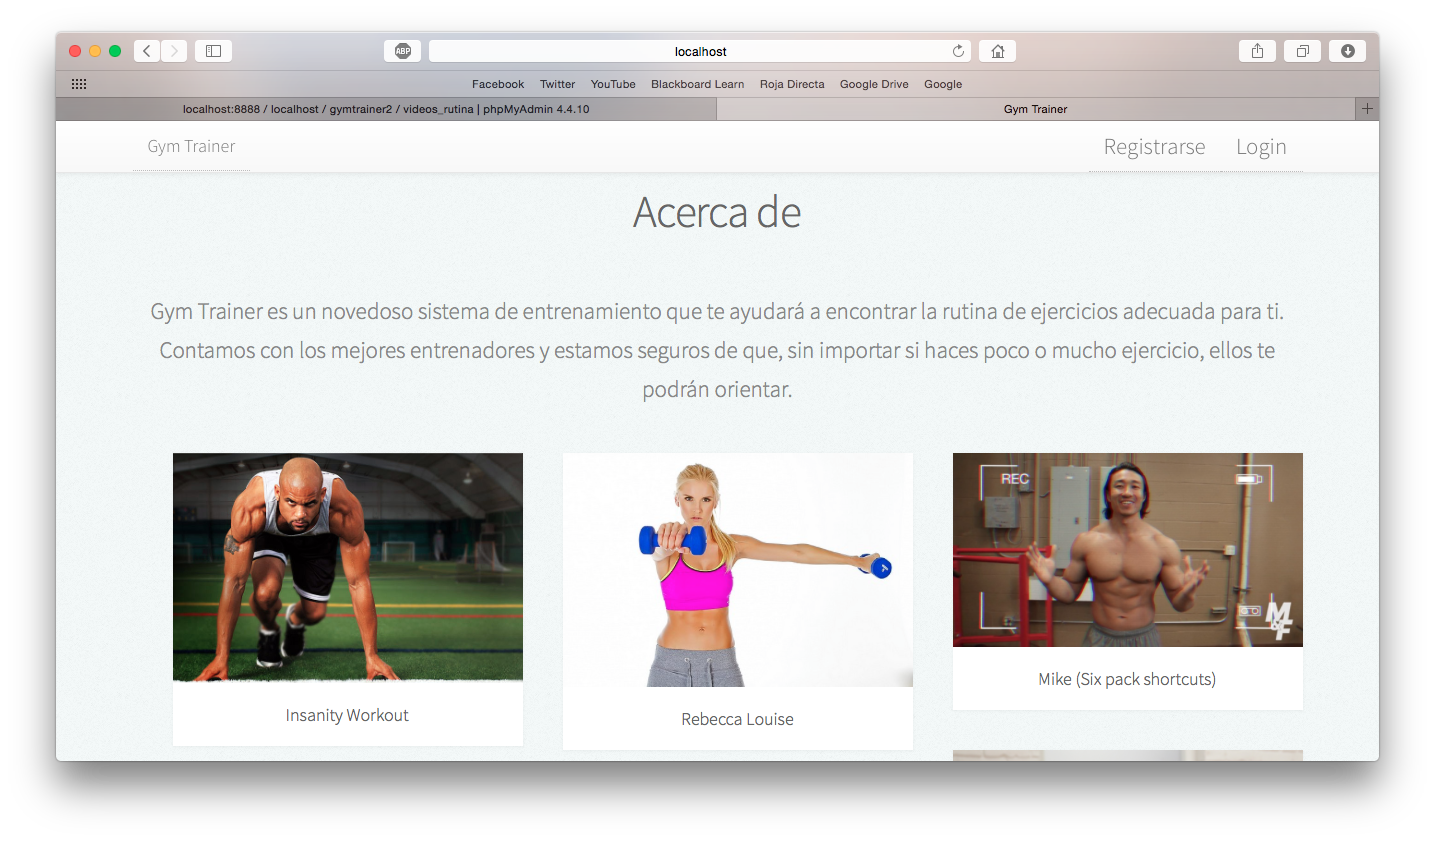 ABP
localhost
Facebook Twitter YouTube Blackboard Learn Roja Directa Google Drive Google
localhost:8888 / localhost / gymtrainer2 / videos_rutina | phpMyAdmin 4.4.10
Gym Trainer
Gym Trainer
Registrarse Login
Acerca de
Gym Trainer es un novedoso sistema de entrenamiento que te ayudará a encontrar la rutina de ejercicios adecuada para ti.
Contamos con los mejores entrenadores y estamos seguros de que, sin importar si haces poco o mucho ejercicio, ellos te
podrán orientar.
REC
M&F
Insanity Workout
Rebecca Louise
Mike (Six pack shortcuts)